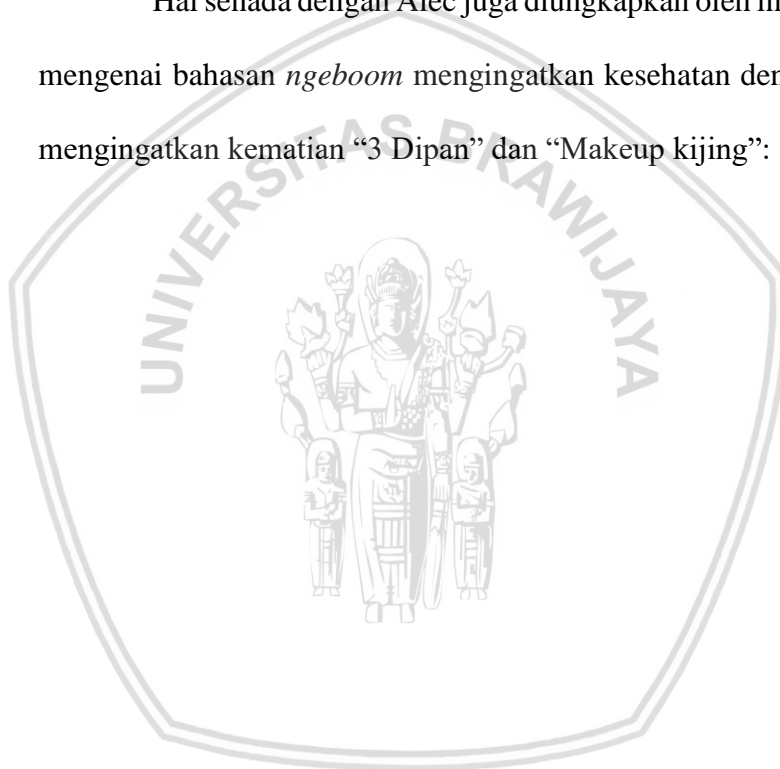 Hal senada dengan Alec juga diungkapkan oleh
mengenai bahasan ngeboom mengingatkan kesehatan
mengingatkan kematian “3 Dipan” dan “Makeup kijing”:
UNIVERSITAS BRAWIJAYA